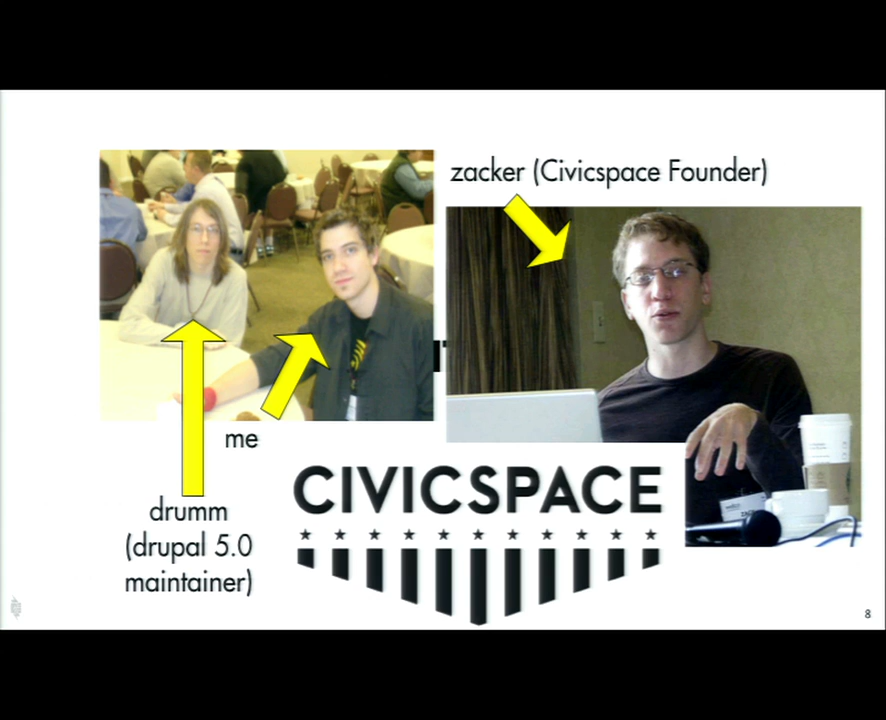 zacker (Civicspace Founder)
me
drumm
(drupal 5.0
maintainer)
CIVICSPACE
8